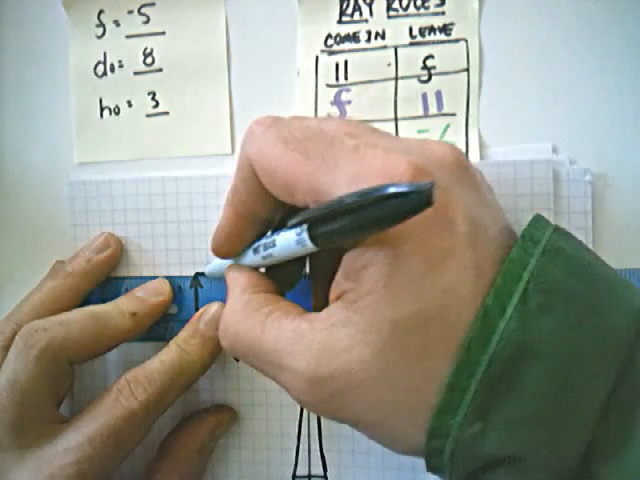 f = -5
do = 8
ho = 3
RAY RULES
COME IN LEAVE
|| f
f ||